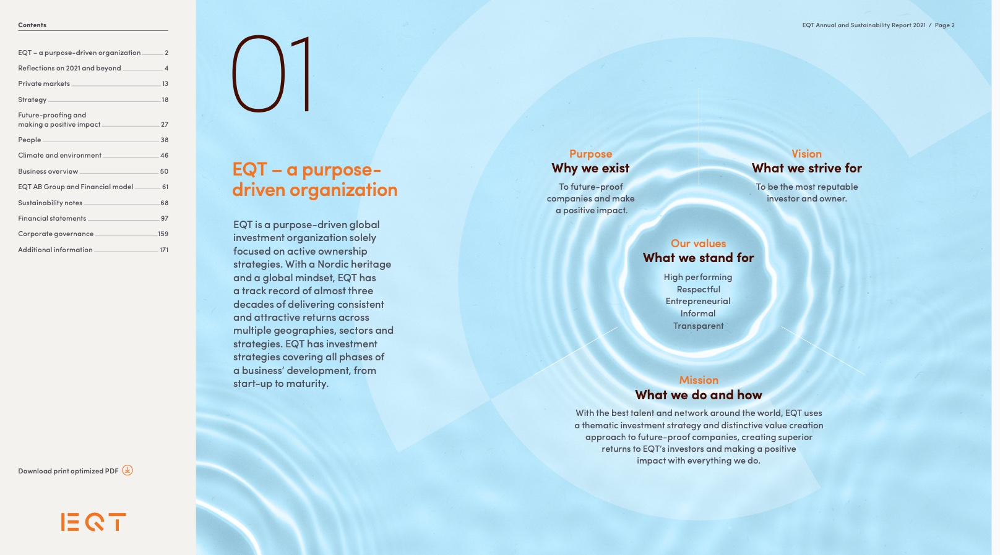 Contents
EQT – a purpose-driven organization 2
Reflections on 2021 and beyond 4
Private markets 13
Strategy 18
Future-proofing and
making a positive impact 27
People 38
Climate and environment 46
Business overview 50
EQT AB Group and Financial model 61
Sustainability notes 68
Financial statements 97
Corporate governance 159
Additional information 171
Download print optimized PDF
EQT
EQT Annual and Sustainability Report 2021 / Page 2
01
EQT – a purpose-
driven organization
EQT is a purpose-driven global
investment organization solely
focused on active ownership
strategies. With a Nordic heritage
and a global mindset, EQT has
a track record of almost three
decades of delivering consistent
and attractive returns across
multiple geographies, sectors and
strategies. EQT has investment
strategies covering all phases of
a business’ development, from
start-up to maturity.
Purpose
Why we exist
To future-proof
companies and make
a positive impact.
Vision
What we strive for
To be the most reputable
investor and owner.
Our values
What we stand for
High performing
Respectful
Entrepreneurial
Informal
Transparent
Mission
What we do and how
With the best talent and network around the world, EQT uses
a thematic investment strategy and distinctive value creation
approach to future-proof companies, creating superior
returns to EQT’s investors and making a positive
impact with everything we do.